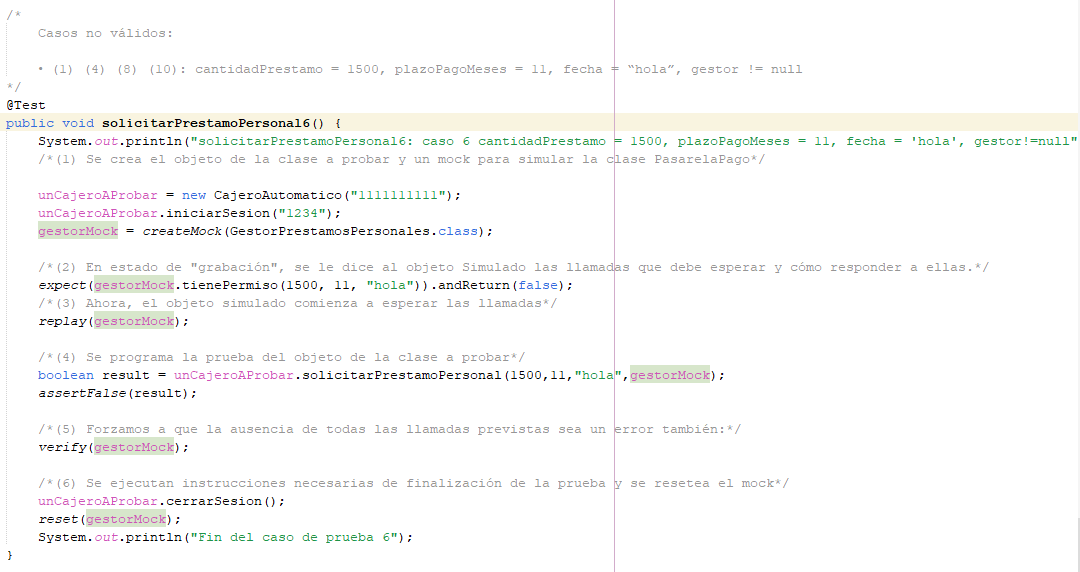 /*
Casos no válidos:
• (1) (4) (8) (10): cantidadPrestamo = 1500, plazoPagoMeses = 11, fecha = “hola”, gestor != null
*/
@Test
public void solicitarPrestamoPersonal6() {
System.out.println("solicitarPrestamoPersonal6: caso 6 cantidadPrestamo = 1500, plazoPagoMeses = 11, fecha = 'hola', gestor!=null"
/*(1) Se crea el objeto de la clase a probar y un mock para simular la clase PasarelaPago*/
unCajeroAProbar = new CajeroAutomatico("1111111111");
unCajeroAProbar.iniciarSesion("1234");
gestorMock = createMock(GestorPrestamosPersonales.class);
/*(2) En estado de "grabación", se le dice al objeto Simulado las llamadas que debe esperar y cómo responder a ellas.*/
expect(gestorMock.tienePermiso(1500, 11, "hola")).andReturn(false);
/*(3) Ahora, el objeto simulado comienza a esperar las llamadas*/
replay(gestorMock);
/*(4) Se programa la prueba del objeto de la clase a probar*/
boolean result = unCajeroAProbar.solicitarPrestamoPersonal(1500,11,"hola",gestorMock);
assertFalse(result);
/*(5) Forzamos a que la ausencia de todas las llamadas previstas sea un error también:*/
verify(gestorMock);
/*(6) Se ejecutan instrucciones necesarias de finalización de la prueba y se resetea el mock*/
unCajeroAProbar.cerrarSesion();
reset(gestorMock);
System.out.println("Fin del caso de prueba 6");
}